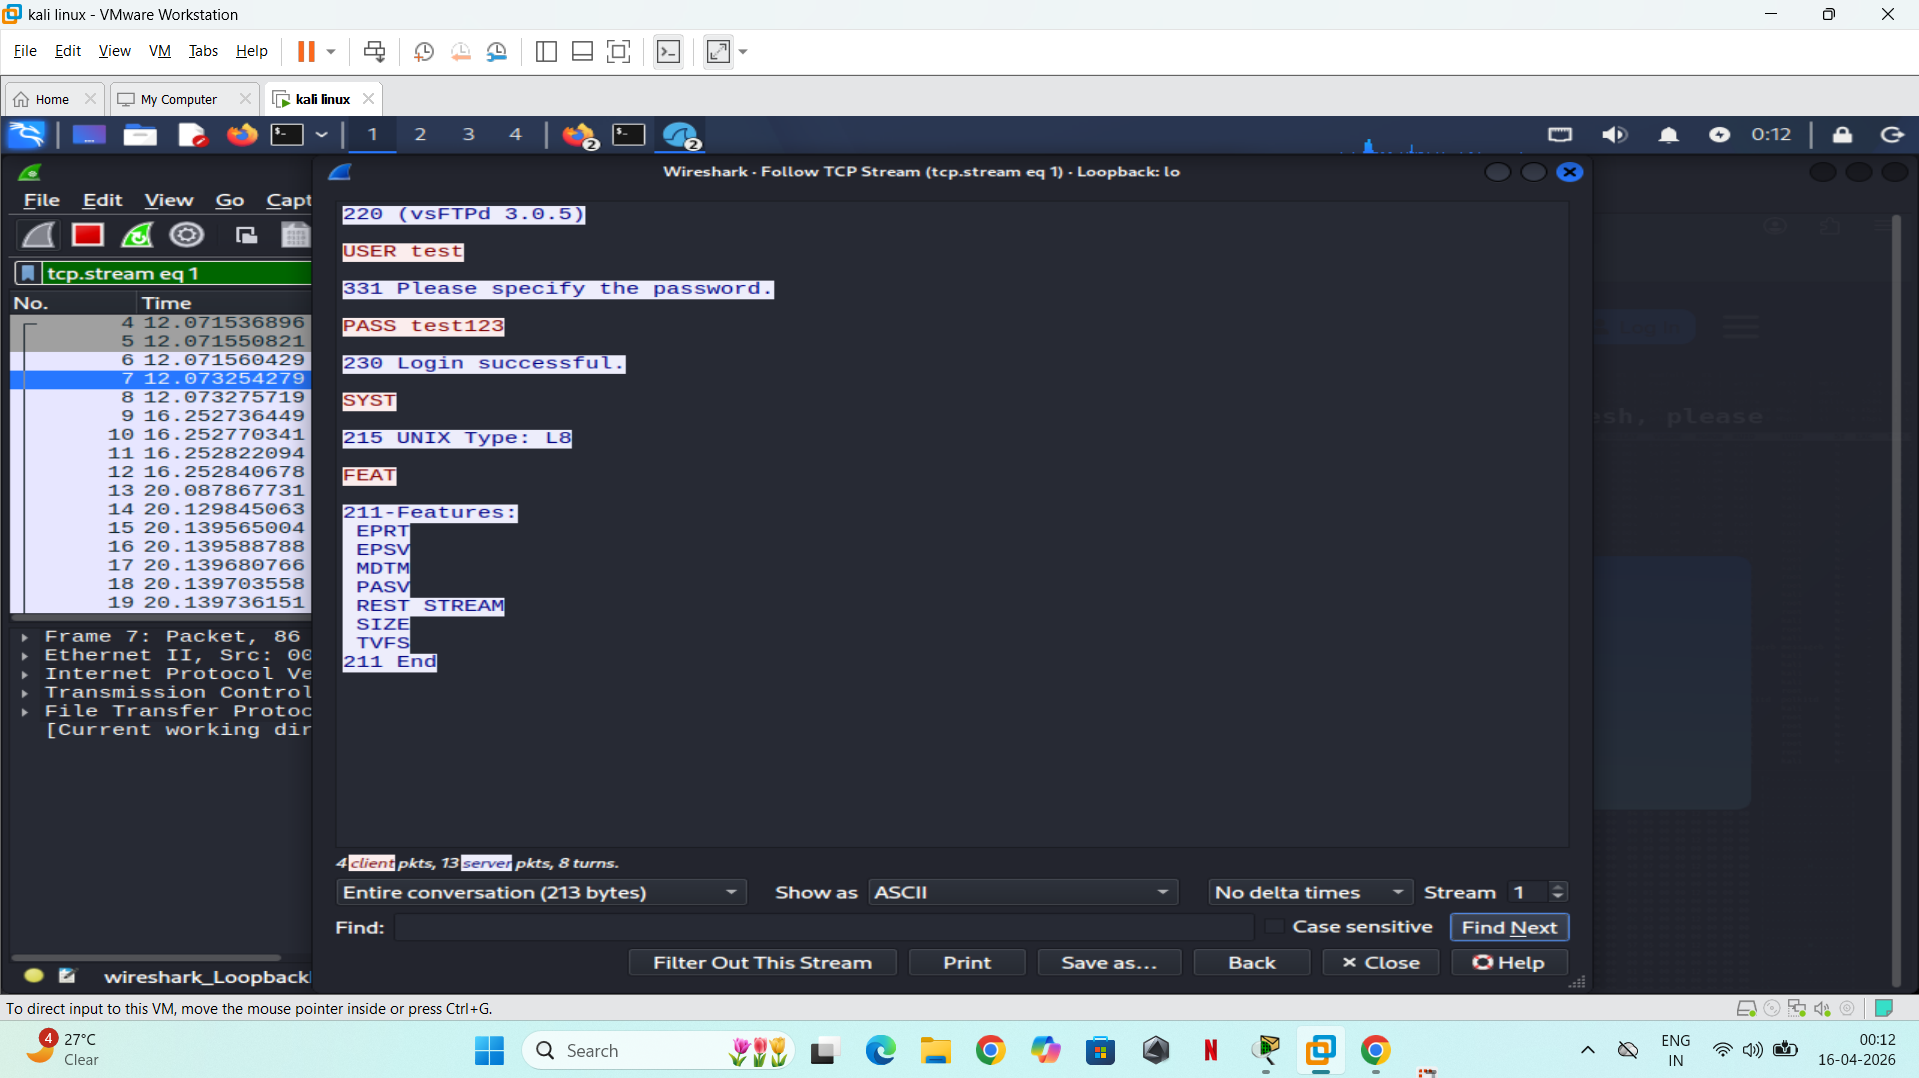 kali linux - VMware Workstation
File Edit View VM Tabs Help
Home My Computer kali linux
1 2 3 4 2 2 0:12
Wireshark · Follow TCP Stream (tcp.stream eq 1) · Loopback: lo
File Edit View Go Capt
tcp.stream eq 1
No. Time
4 12.071536896
5 12.071550821
6 12.071560429
7 12.073254279
8 12.073275719
9 16.252736449
10 16.252770341
11 16.252822094
12 16.252840678
13 20.087867731
14 20.129845063
15 20.139565004
16 20.139588788
17 20.139680766
18 20.139703558
19 20.139736151
Frame 7: Packet, 86
Ethernet II, Src: 00
Internet Protocol Ve
Transmission Control
File Transfer Protoc
[Current working dir
wireshark_Loopback
220 (vsFTPd 3.0.5)
USER test
331 Please specify the password.
PASS test123
230 Login successful.
SYST
215 UNIX Type: L8
FEAT
211-Features:
EPRT
EPSV
MDTM
PASV
REST STREAM
SIZE
TVFS
211 End
esh, please
4 client pkts, 13 server pkts, 8 turns.
Entire conversation (213 bytes) Show as ASCII No delta times Stream 1
Find: Case sensitive Find Next
Filter Out This Stream Print Save as… Back × Close Help
To direct input to this VM, move the mouse pointer inside or press Ctrl+G.
4 27°C
Clear
Search
ENG
IN
00:12
16-04-2026